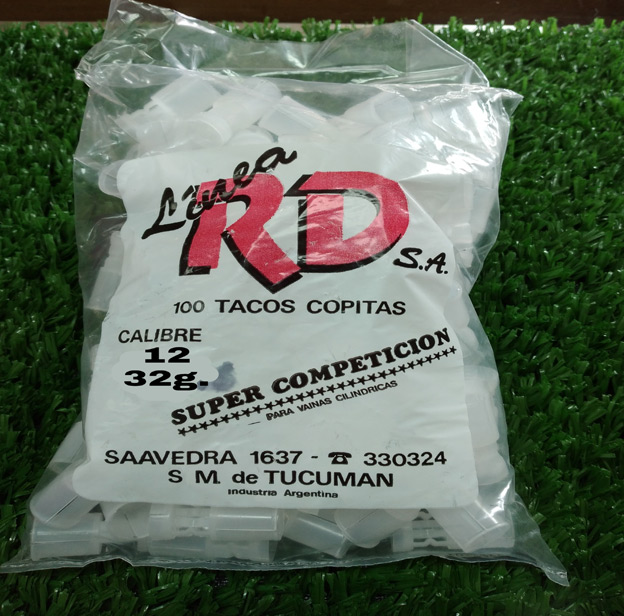 Línea
RD
S.A.
100 TACOS COPITAS
CALIBRE
12
32g.
SUPER COMPETICION
PARA VAINAS CILINDRICAS
SAAVEDRA 1637 - ☎ 330324
S M. de TUCUMAN
Industria Argentina